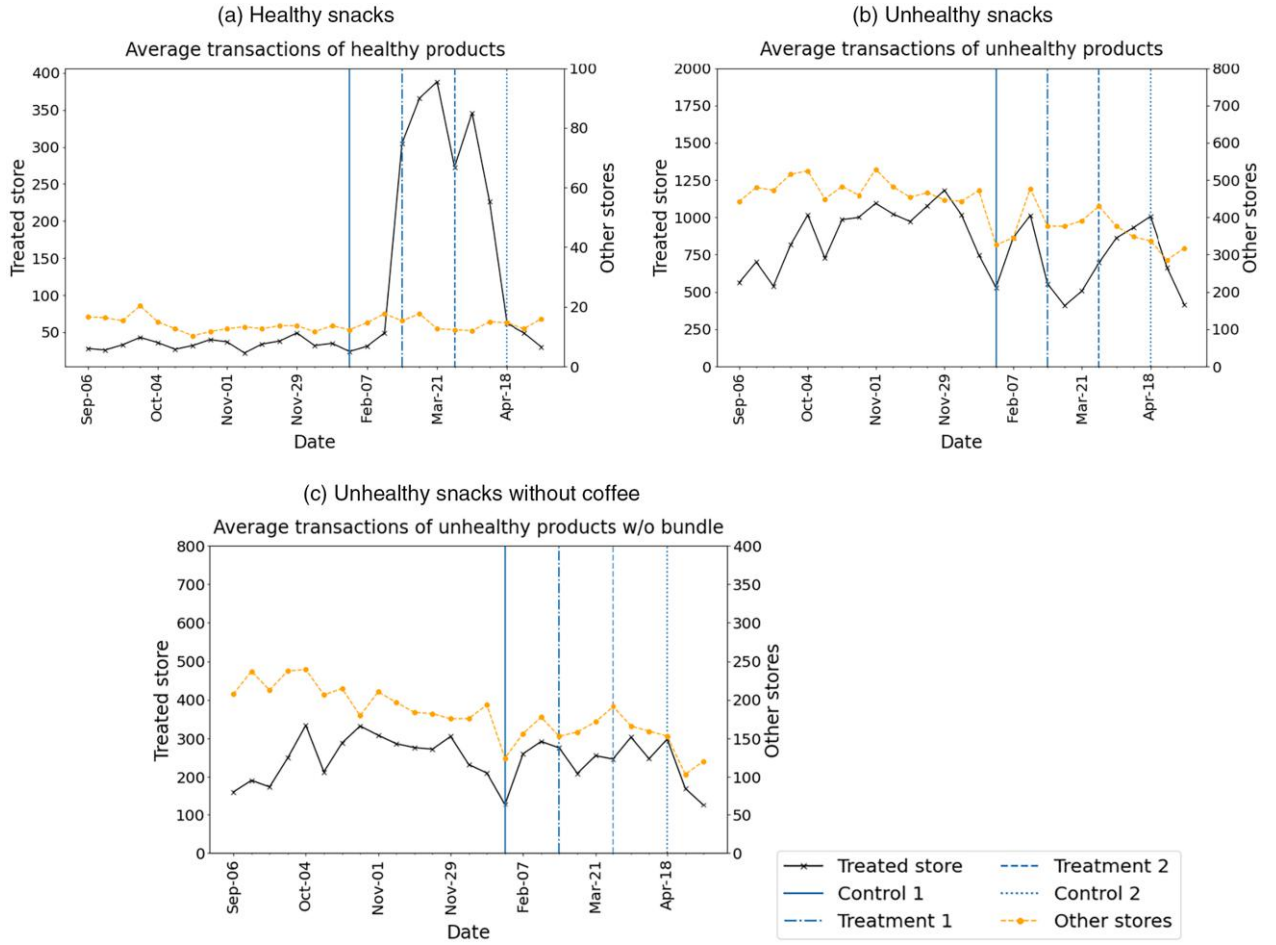 (a) Healthy snacks
Average transactions of healthy products
400
350
300
250
200
150
100
50
100
80
60
40
20
0
Treated store
Other stores
Sep-06
Oct-04
Nov-01
Nov-29
Feb-07
Mar-21
Apr-18
Date
(b) Unhealthy snacks
Average transactions of unhealthy products
2000
1750
1500
1250
1000
750
500
250
0
800
700
600
500
400
300
200
100
0
Treated store
Other stores
Sep-06
Oct-04
Nov-01
Nov-29
Feb-07
Mar-21
Apr-18
Date
(c) Unhealthy snacks without coffee
Average transactions of unhealthy products w/o bundle
800
700
600
500
400
300
200
100
0
400
350
300
250
200
150
100
50
0
Treated store
Other stores
Sep-06
Oct-04
Nov-01
Nov-29
Feb-07
Mar-21
Apr-18
Date
Treated store
Control 1
Treatment 1
Treatment 2
Control 2
Other stores